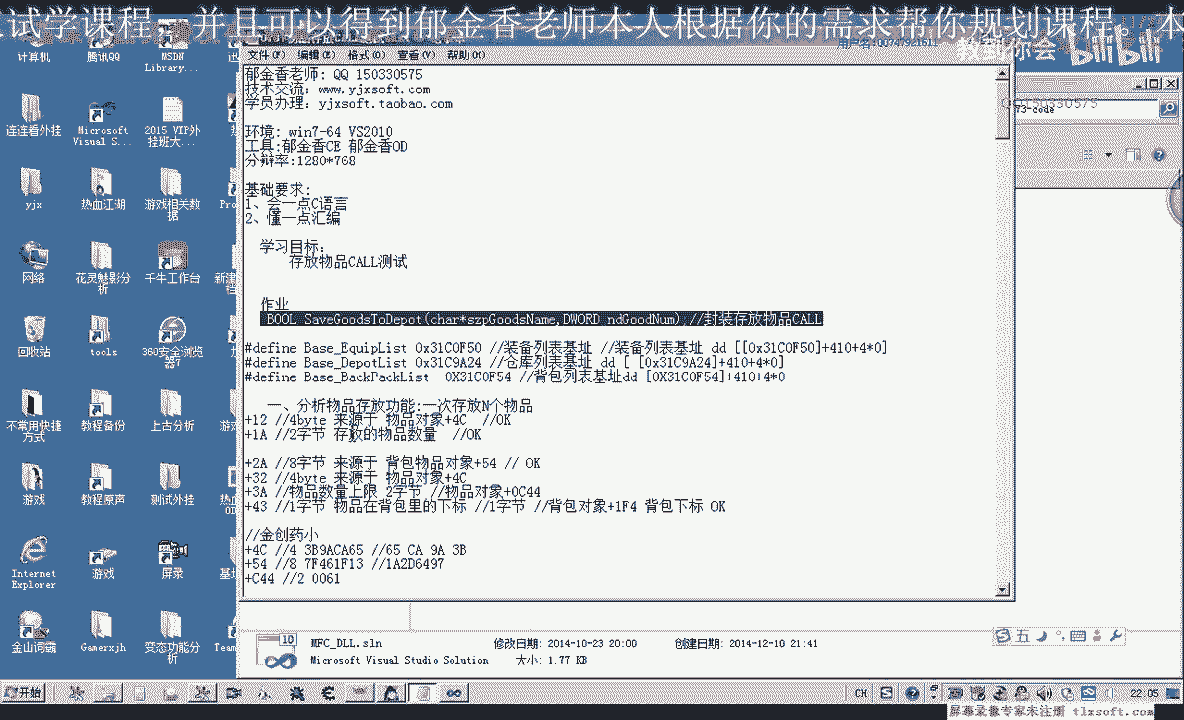 试学课程，并且可以得到郁金香老师本人根据你的需求帮你规划课程。本
教到你会 bilibili
文件(F) 编辑(E) 格式(O) 查看(V) 帮助(H)
郁金香老师: QQ 150330575
技术交流: www.yjxsoft.com
学员办理: yjxsoft.taobao.com
环境: win7-64 VS2010
工具:郁金香CE 郁金香OD
分辩率:1280*768
基础要求:
1、会一点C语言
2、懂一点汇编
学习目标:
存放物品CALL测试
作业
BOOL SaveGoodsToDepot(char*szpGoodsName,DWORD ndGoodNum) //封装存放物品CALL
#define Base_EquipList 0x31C0F50 //装备列表基址 //装备列表基址 dd [[0x31C0F50]+410+4*0]
#define Base_DepotList 0x31C9A24 //仓库列表基址 dd [ [0x31C9A24]+410+4*0]
#define Base_BackPackList 0X31C0F54 //背包列表基址dd [0X31C0F54]+410+4*0
一、分析物品存放功能:一次存放N个物品
+12 //4byte 来源于 物品对象+4C //OK
+1A //2字节 存放的物品数量 //OK
+2A //8字节 来源于 背包物品对象+54 // OK
+32 //4byte 来源于 物品对象+4C
+3A //物品数量上限 2字节 //物品对象+0C44
+43 //1字节 物品在背包里的下标 //1字节 //背包对象+1F4 背包下标 OK
//金创药小
+4C //4 3B9ACA65 //65 CA 9A 3B
+54 //8 7F461F13 //1A2D6497
+C44 //2 0061
QQ150330575
73-code
计算机
腾讯QQ
MSDN Library...
连连看外挂
Microsoft Visual S...
2015 VIP外挂班大...
yjx
热血江湖
游戏相关数据
网络
花灵魅影分析
千牛工作台
回收站
tools
360安全浏览器
不常用快捷方式
教程备份
上古分析
游戏
教程原声
测试外挂
Internet Explorer
游戏
屏录
金山词霸
Gamerxjh
变态功能分析
MFC_DLL.sln 修改日期: 2014-10-23 20:00 创建日期: 2014-12-10 21:41
Microsoft Visual Studio Solution 大小: 1.77 KB
五
开始
CH
22:05
屏幕录像专家未注册 tlxsoft.com